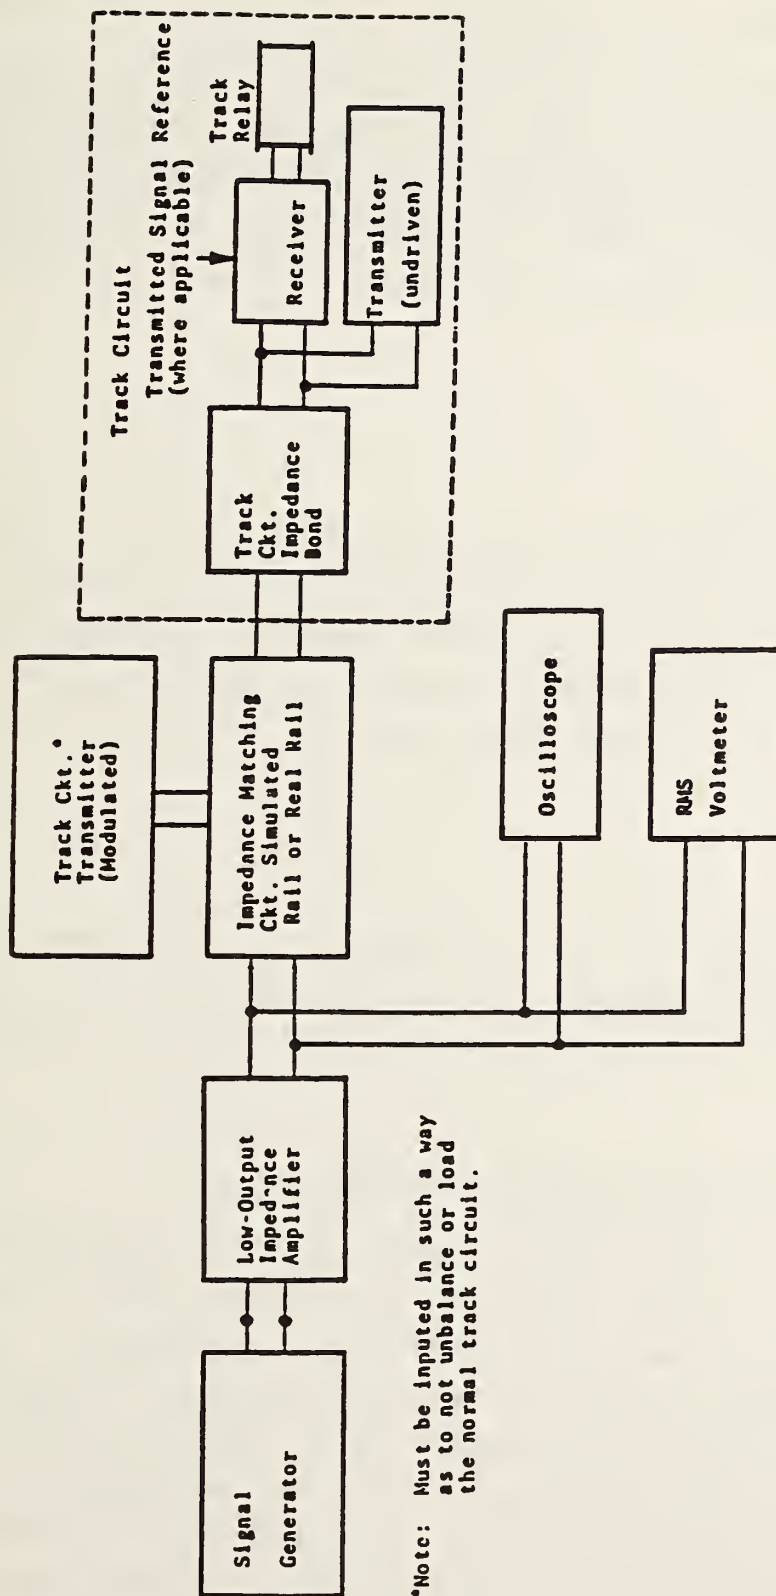 Track Circuit
Transmitted Signal Reference
(where applicable)
Track
Relay
Receiver
Transmitter
(undriven)
Track
Ckt.
Impedance
Bond
Track Ckt.*
Transmitter
(Modulated)
Impedance Matching
Ckt. Simulated
Rail or Real Rail
Oscilloscope
RMS
Voltmeter
Low-Output
Imped-nce
Amplifier
Signal
Generator
*Note: Must be inputed in such a way
as to not unbalance or load
the normal track circuit.